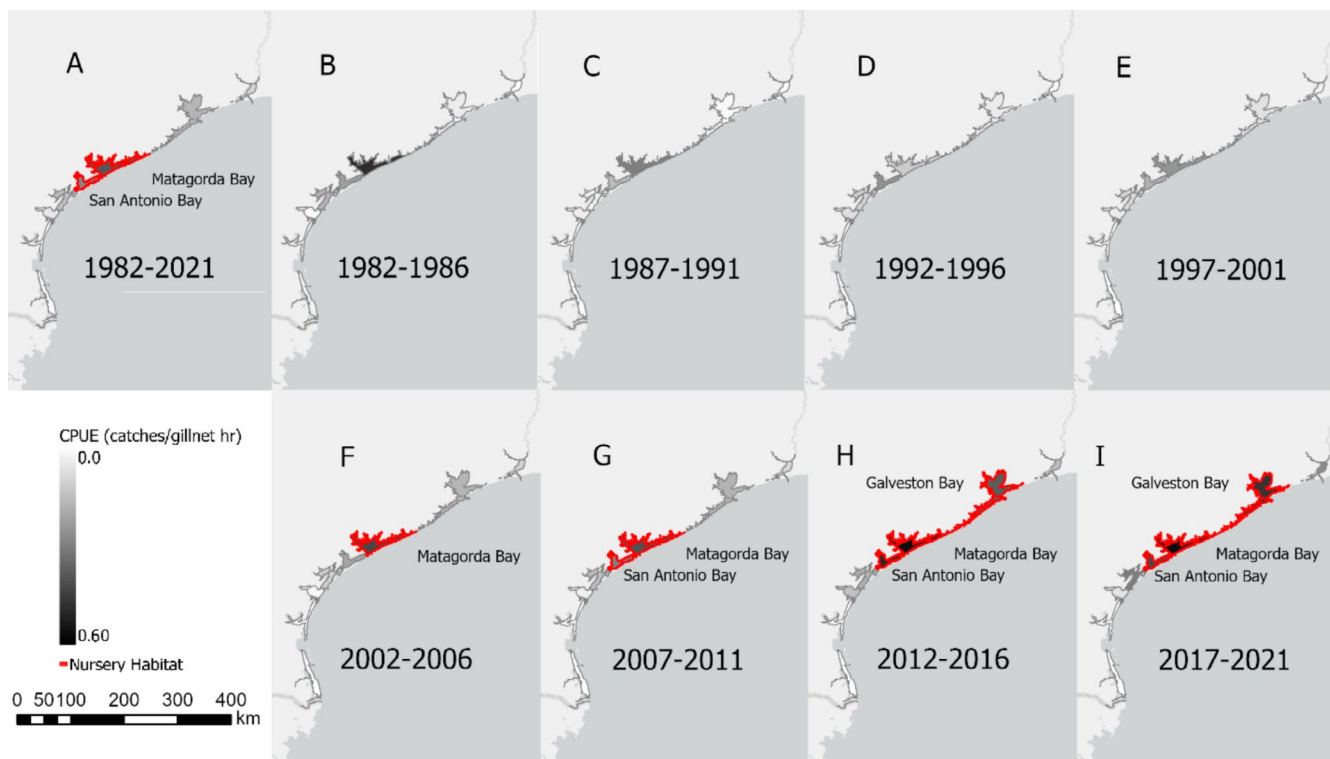 A
Matagorda Bay
San Antonio Bay
1982-2021
B
1982-1986
C
1987-1991
D
1992-1996
E
1997-2001
CPUE (catches/gillnet hr)
0.0
0.60
Nursery Habitat
0 50 100 200 300 400
km
F
Matagorda Bay
2002-2006
G
Matagorda Bay
San Antonio Bay
2007-2011
H
Galveston Bay
Matagorda Bay
San Antonio Bay
2012-2016
I
Galveston Bay
Matagorda Bay
San Antonio Bay
2017-2021